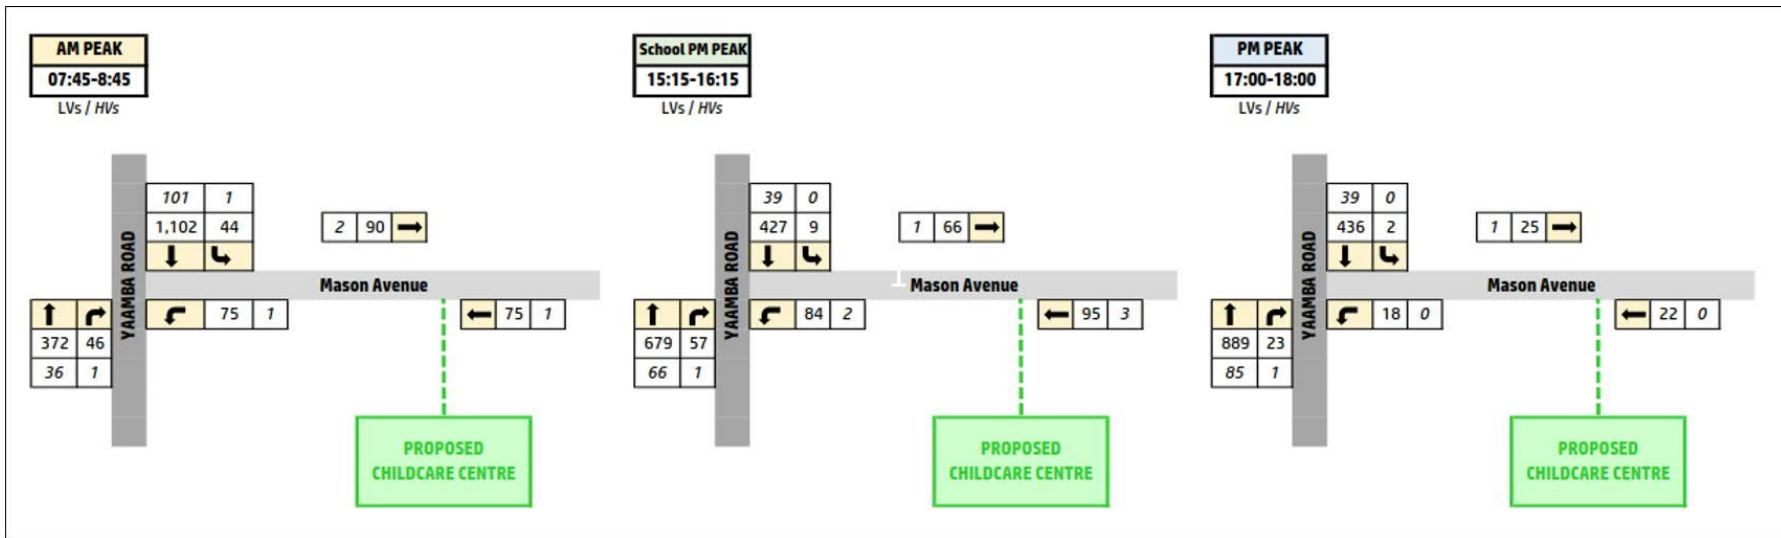 AM PEAK
07:45-8:45
LVs / HVs
101 1
1,102 44
2 90
YAAMBA ROAD
Mason Avenue
75 1
75 1
372 46
36 1
PROPOSED
CHILDCARE CENTRE
School PM PEAK
15:15-16:15
LVs / HVs
39 0
427 9
1 66
YAAMBA ROAD
Mason Avenue
84 2
95 3
679 57
66 1
PROPOSED
CHILDCARE CENTRE
PM PEAK
17:00-18:00
LVs / HVs
39 0
436 2
1 25
YAAMBA ROAD
Mason Avenue
18 0
22 0
889 23
85 1
PROPOSED
CHILDCARE CENTRE